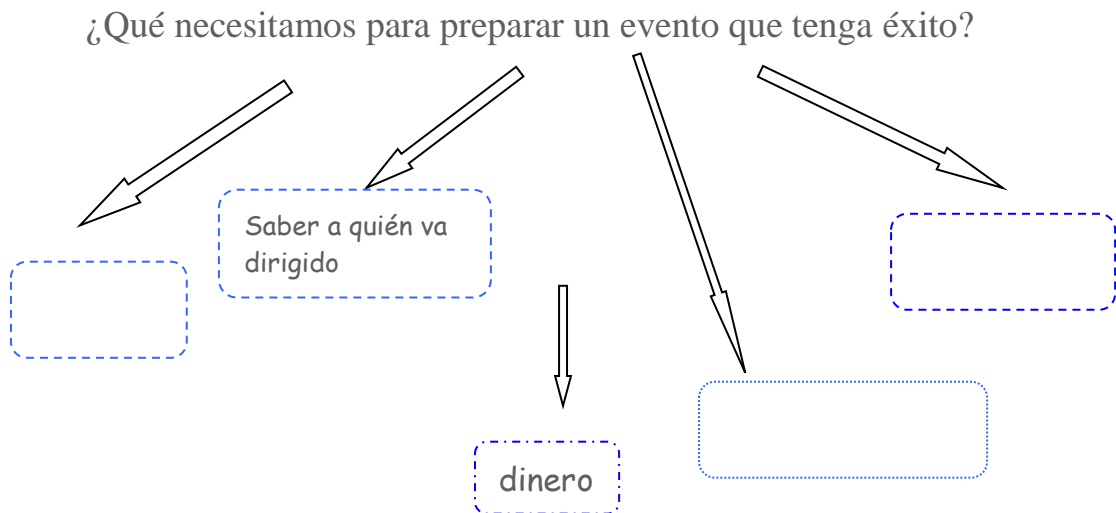 ¿Qué necesitamos para preparar un evento que tenga éxito?
Saber a quién va
dirigido
dinero